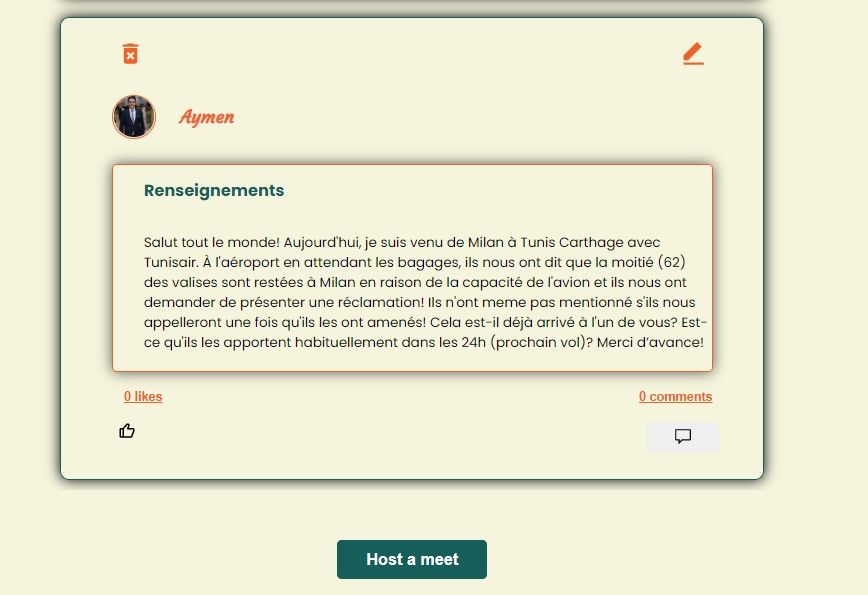 Aymen
Renseignements
Salut tout le monde! Aujourd'hui, je suis venu de Milan à Tunis Carthage avec
Tunisair. À l'aéroport en attendant les bagages, ils nous ont dit que la moitié (62)
des valises sont restées à Milan en raison de la capacité de l'avion et ils nous ont
demander de présenter une réclamation! Ils n'ont meme pas mentionné s'ils nous
appelleront une fois qu'ils les ont amenés! Cela est-il déjà arrivé à l'un de vous? Est-
ce qu'ils les apportent habituellement dans les 24h (prochain vol)? Merci d’avance!
0 likes
0 comments
Host a meet